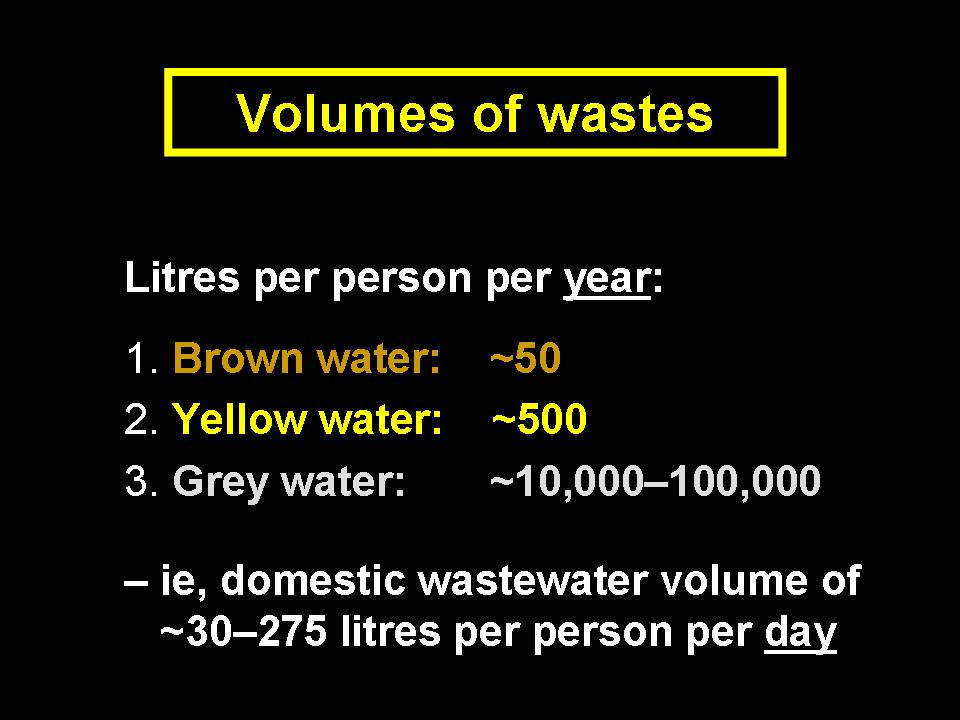 Volumes of wastes
Litres per person per year:
1. Brown water: ~50
2. Yellow water: ~500
3. Grey water: ~10,000–100,000
– ie, domestic wastewater volume of
~30–275 litres per person per day